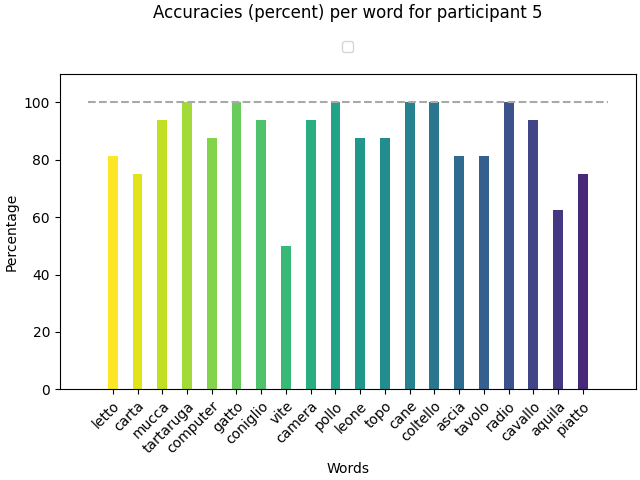 Accuracies (percent) per word for participant 5
100
80
60
40
20
0
Percentage
letto
carta
mucca
tartaruga
computer
gatto
coniglio
vite
camera
pollo
leone
topo
cane
coltello
ascia
tavolo
radio
cavallo
aquila
piatto
Words